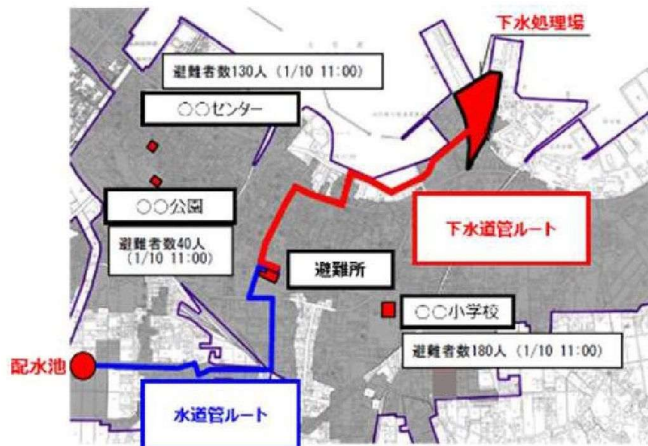 下水処理場
避難者数130人（1/10 11:00）
○○センター
○○公園
避難者数40人
（1/10 11:00）
下水道管ルート
避難所
○○小学校
避難者数180人（1/10 11:00）
配水池
水道管ルート